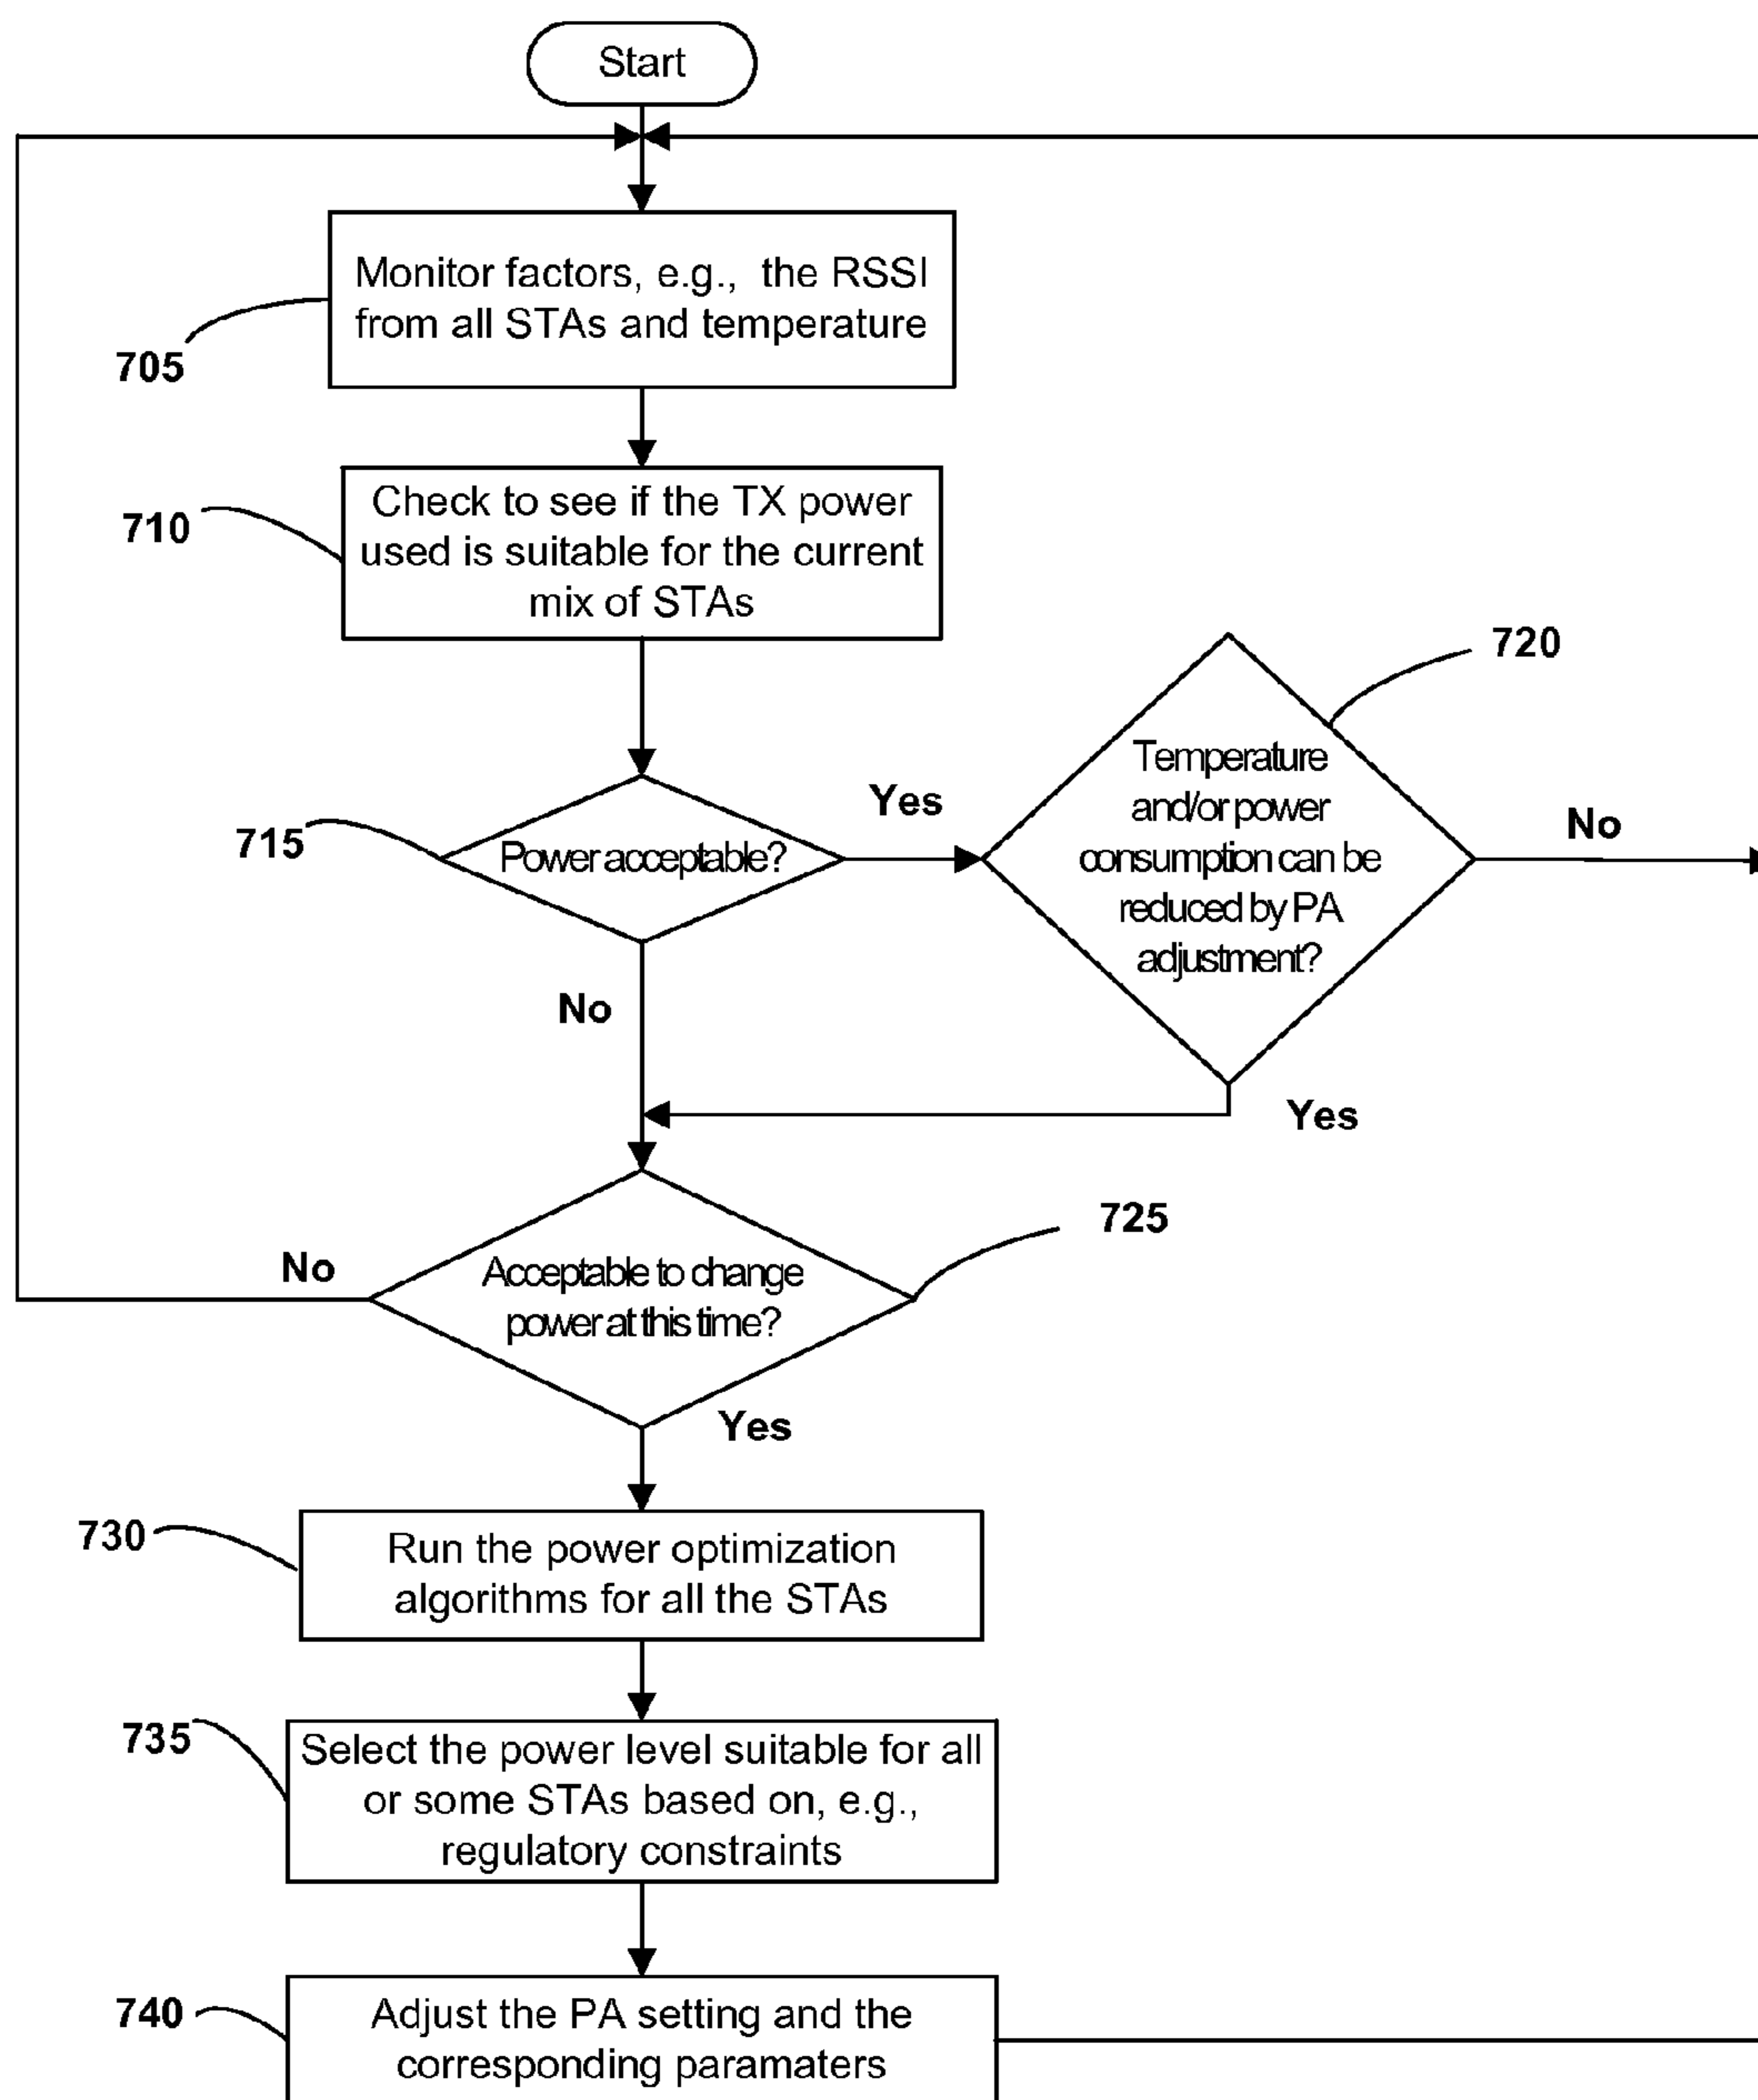 Start
Monitor factors, e.g., the RSSI
from all STAs and temperature
705
Check to see if the TX power
used is suitable for the current
mix of STAs
710
720
Temperature
and/or power
consumption can be
reduced by PA
adjustment?
Yes
No
715
Power acceptable?
No
Yes
725
No
Acceptable to change
power at this time?
Yes
730
Run the power optimization
algorithms for all the STAs
735
Select the power level suitable for all
or some STAs based on, e.g.,
regulatory constraints
740
Adjust the PA setting and the
corresponding paramaters